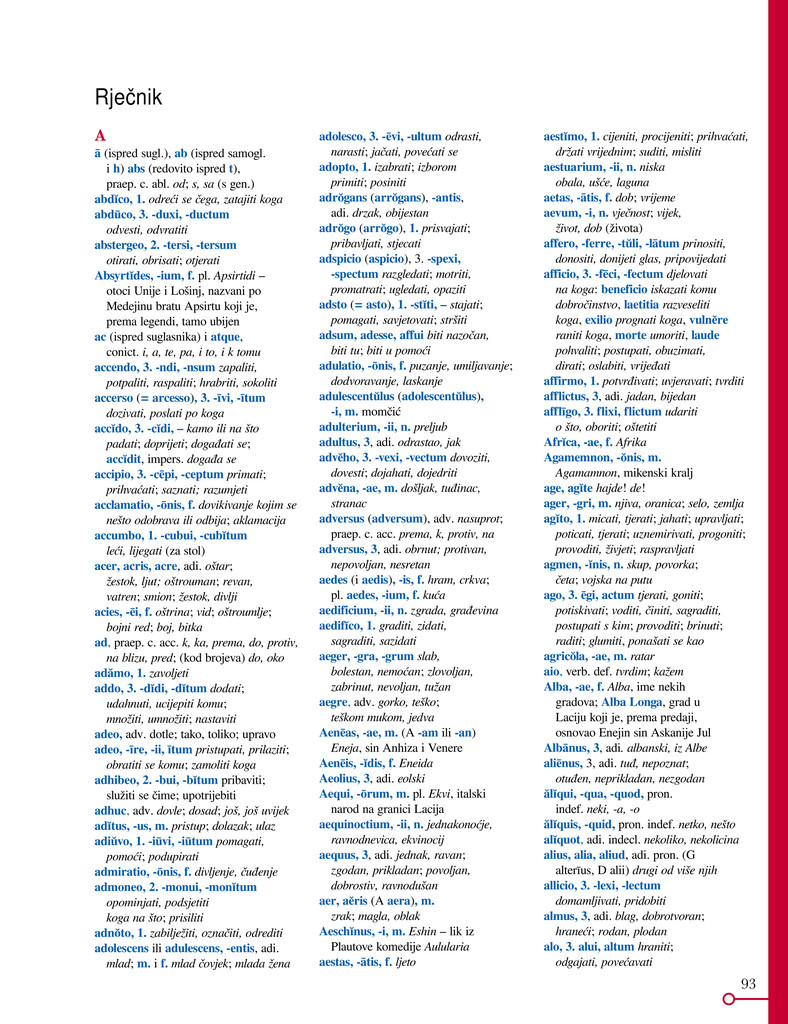 Rječnik
A
ā (ispred sugl.), ab (ispred samogl.
i h) abs (redovito ispred t),
praep. c. abl. od; s, sa (s gen.)
abdĭco, 1. odreći se čega, zatajiti koga
abdūco, 3. -duxi, -ductum
odvesti, odvratiti
abstergeo, 2. -tersi, -tersum
otirati, obrisati; otjerati
Absyrtĭdes, -ium, f. pl. Apsirtidi –
otoci Unije i Lošinj, nazvani po
Medejinu bratu Apsirtu koji je,
prema legendi, tamo ubijen
ac (ispred suglasnika) i atque,
conict. i, a, te, pa, i to, i k tomu
accendo, 3. -ndi, -nsum zapaliti,
potpaliti, raspaliti; hrabriti, sokoliti
accerso (= arcesso), 3. -īvi, -ītum
dozivati, poslati po koga
accĭdo, 3. -cĭdi, – kamo ili na što
padati; doprijeti; događati se;
accĭdit, impers. događa se
accipio, 3. -cēpi, -ceptum primati;
prihvaćati; saznati; razumjeti
acclamatio, -ōnis, f. dovikivanje kojim se
nešto odobrava ili odbija; aklamacija
accumbo, 1. -cubui, -cubĭtum
leći, lijegati (za stol)
acer, acris, acre, adi. oštar;
žestok, ljut; oštrouman; revan,
vatren; smion; žestok, divlji
acies, -ēi, f. oštrina; vid; oštroumlje;
bojni red; boj, bitka
ad, praep. c. acc. k, ka, prema, do, protiv,
na blizu, pred; (kod brojeva) do, oko
adămo, 1. zavoljeti
addo, 3. -dĭdi, -dĭtum dodati;
udahnuti, ucijepiti komu;
množiti, umnožiti; nastaviti
adeo, adv. dotle; tako, toliko; upravo
adeo, -īre, -ii, ĭtum pristupati, prilaziti;
obratiti se komu; zamoliti koga
adhibeo, 2. -bui, -bĭtum pribaviti;
služiti se čime; upotrijebiti
adhuc, adv. dovle; dosad; još, još uvijek
adĭtus, -us, m. pristup; dolazak; ulaz
adiŭvo, 1. -iūvi, -iūtum pomagati,
pomoći; podupirati
admiratio, -ōnis, f. divljenje, čuđenje
admoneo, 2. -monui, -monĭtum
opominjati, podsjetiti
koga na što; prisiliti
adnŏto, 1. zabilježiti, označiti, odrediti
adolescens ili adulescens, -entis, adi.
mlad; m. i f. mlad čovjek; mlada žena
adolesco, 3. -ēvi, -ultum odrasti,
narasti; jačati, povećati se
adopto, 1. izabrati; izborom
primiti; posiniti
adrŏgans (arrŏgans), -antis,
adi. drzak, obijestan
adrŏgo (arrŏgo), 1. prisvajati;
pribavljati, stjecati
adspicio (aspicio), 3. -spexi,
-spectum razgledati; motriti,
promatrati; ugledati, opaziti
adsto (= asto), 1. -stĭti, – stajati;
pomagati, savjetovati; stršiti
adsum, adesse, affui biti nazočan,
biti tu; biti u pomoći
adulatio, -ōnis, f. puzanje, umiljavanje;
dodvoravanje, laskanje
adulescentŭlus (adolescentŭlus),
-i, m. momčić
adulterium, -ii, n. preljub
adultus, 3, adi. odrastao, jak
advĕho, 3. -vexi, -vectum dovoziti,
dovesti; dojahati, dojedriti
advĕna, -ae, m. došljak, tuđinac,
stranac
adversus (adversum), adv. nasuprot;
praep. c. acc. prema, k, protiv, na
adversus, 3, adi. obrnut; protivan,
nepovoljan, nesretan
aedes (i aedis), -is, f. hram, crkva;
pl. aedes, -ium, f. kuća
aedificium, -ii, n. zgrada, građevina
aedifĭco, 1. graditi, zidati,
sagraditi, sazidati
aeger, -gra, -grum slab,
bolestan, nemoćan; zlovoljan,
zabrinut, nevoljan, tužan
aegre, adv. gorko, teško;
teškom mukom, jedva
Aenēas, -ae, m. (A -am ili -an)
Eneja, sin Anhiza i Venere
Aenēis, -ĭdis, f. Eneida
Aeolius, 3, adi. eolski
Aequi, -ōrum, m. pl. Ekvi, italski
narod na granici Lacija
aequinoctium, -ii, n. jednakonoćje,
ravnodnevica, ekvinocij
aequus, 3, adi. jednak, ravan;
zgodan, prikladan; povoljan,
dobrostiv, ravnodušan
aer, aëris (A aera), m.
zrak; magla, oblak
Aeschĭnus, -i, m. Eshin – lik iz
Plautove komedije Aulularia
aestas, -ātis, f. ljeto
aestĭmo, 1. cijeniti, procijeniti; prihvaćati,
držati vrijednim; suditi, misliti
aestuarium, -ii, n. niska
obala, ušće, laguna
aetas, -ātis, f. dob; vrijeme
aevum, -i, n. vječnost; vijek,
život, dob (života)
affero, -ferre, -tŭli, -lātum prinositi,
donositi, donijeti glas, pripovijedati
afficio, 3. -fēci, -fectum djelovati
na koga: beneficio iskazati komu
dobročinstvo, laetitia razveseliti
koga, exilio prognati koga, vulnĕre
raniti koga, morte umoriti, laude
pohvaliti; postupati, obuzimati,
dirati; oslabiti, vrijeđati
affirmo, 1. potvrđivati; uvjeravati; tvrditi
afflictus, 3, adi. jadan, bijedan
afflīgo, 3. flixi, flictum udariti
o što, oboriti; oštetiti
Afrĭca, -ae, f. Afrika
Agamemnon, -ŏnis, m.
Agamamnon, mikenski kralj
age, agĭte hajde! de!
ager, -gri, m. njiva, oranica; selo, zemlja
agĭto, 1. micati, tjerati; jahati; upravljati;
poticati, tjerati; uznemirivati, progoniti;
provoditi, živjeti; raspravljati
agmen, -ĭnis, n. skup, povorka;
četa; vojska na putu
ago, 3. ēgi, actum tjerati, goniti;
potiskivati; voditi, činiti, sagraditi,
postupati s kim; provoditi; brinuti;
raditi; glumiti, ponašati se kao
agricŏla, -ae, m. ratar
aio, verb. def. tvrdim; kažem
Alba, -ae, f. Alba, ime nekih
gradova; Alba Longa, grad u
Laciju koji je, prema predaji,
osnovao Enejin sin Askanije Jul
Albānus, 3, adi. albanski, iz Albe
aliēnus, 3, adi. tuđ, nepoznat;
otuđen, neprikladan, nezgodan
ălĭqui, -qua, -quod, pron.
indef. neki, -a, -o
ălĭquis, -quid, pron. indef. netko, nešto
alĭquot, adi. indecl. nekoliko, nekolicina
alius, alia, aliud, adi. pron. (G
alterīus, D alii) drugi od više njih
allicio, 3. -lexi, -lectum
domamljivati, pridobiti
almus, 3, adi. blag, dobrotvoran;
hraneći; rodan, plodan
alo, 3. alui, altum hraniti;
odgajati, povećavati
93